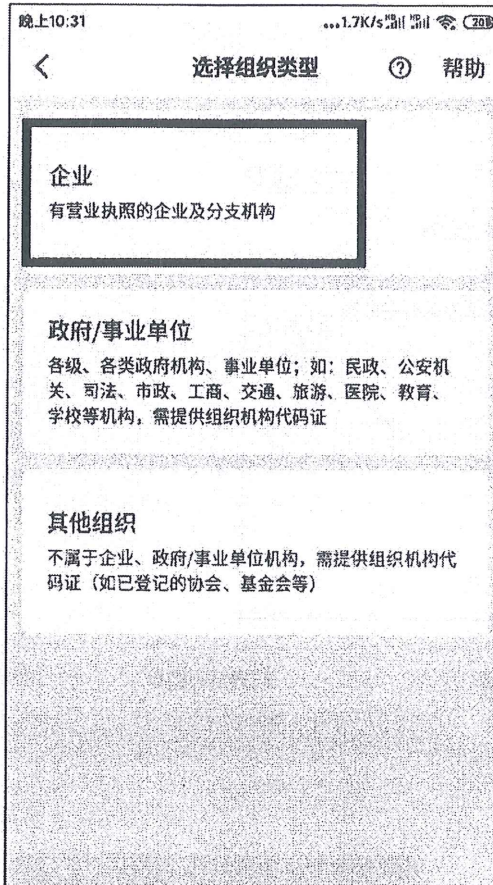 晚上10:31
...1.7K/s
选择组织类型
帮助
企业
有营业执照的企业及分支机构
政府/事业单位
各级、各类政府机构、事业单位；如：民政、公安机
关、司法、市政、工商、交通、旅游、医院、教育、
学校等机构，需提供组织机构代码证
其他组织
不属于企业、政府/事业单位机构，需提供组织机构代
码证（如已登记的协会、基金会等）